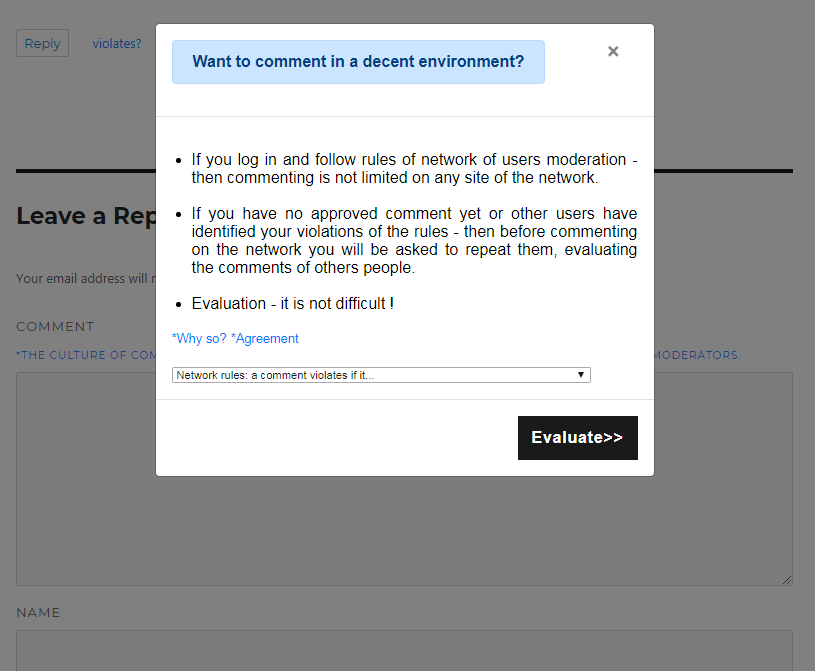 Reply violates?
Want to comment in a decent environment? ×
If you log in and follow rules of network of users moderation -
then commenting is not limited on any site of the network.
Leave a Rep
If you have no approved comment yet or other users have
identified your violations of the rules - then before commenting
on the network you will be asked to repeat them, evaluating
the comments of others people.
Your email address will
Evaluation - it is not difficult !
COMMENT
*Why so? *Agreement
*THE CULTURE OF COM
MODERATORS.
Network rules: a comment violates if it...
Evaluate>>
NAME